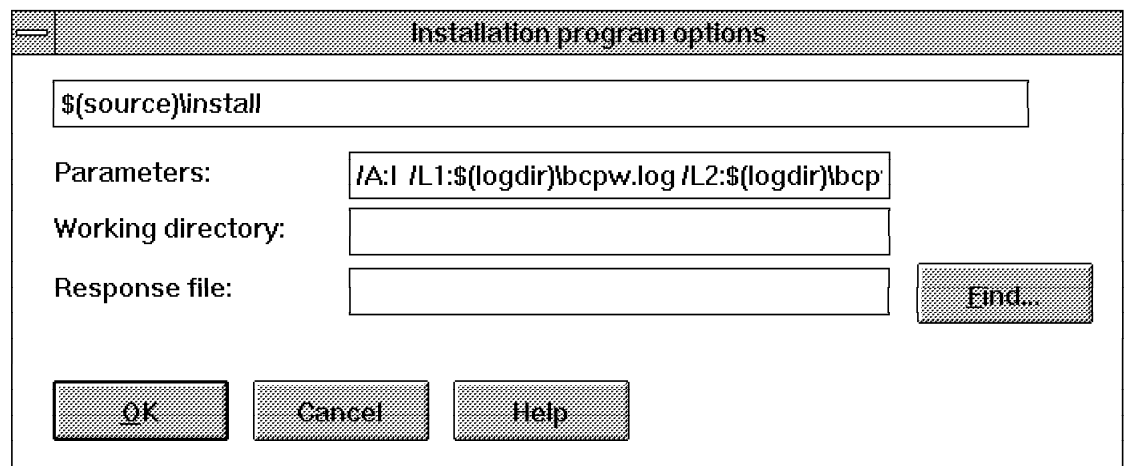 Installation program options
$(source)\install
Parameters:
/A:I /L1:$(logdir)\bcpw.log /L2:$(logdir)\bcp
Working directory:
Response file:
Find...
OK
Cancel
Help